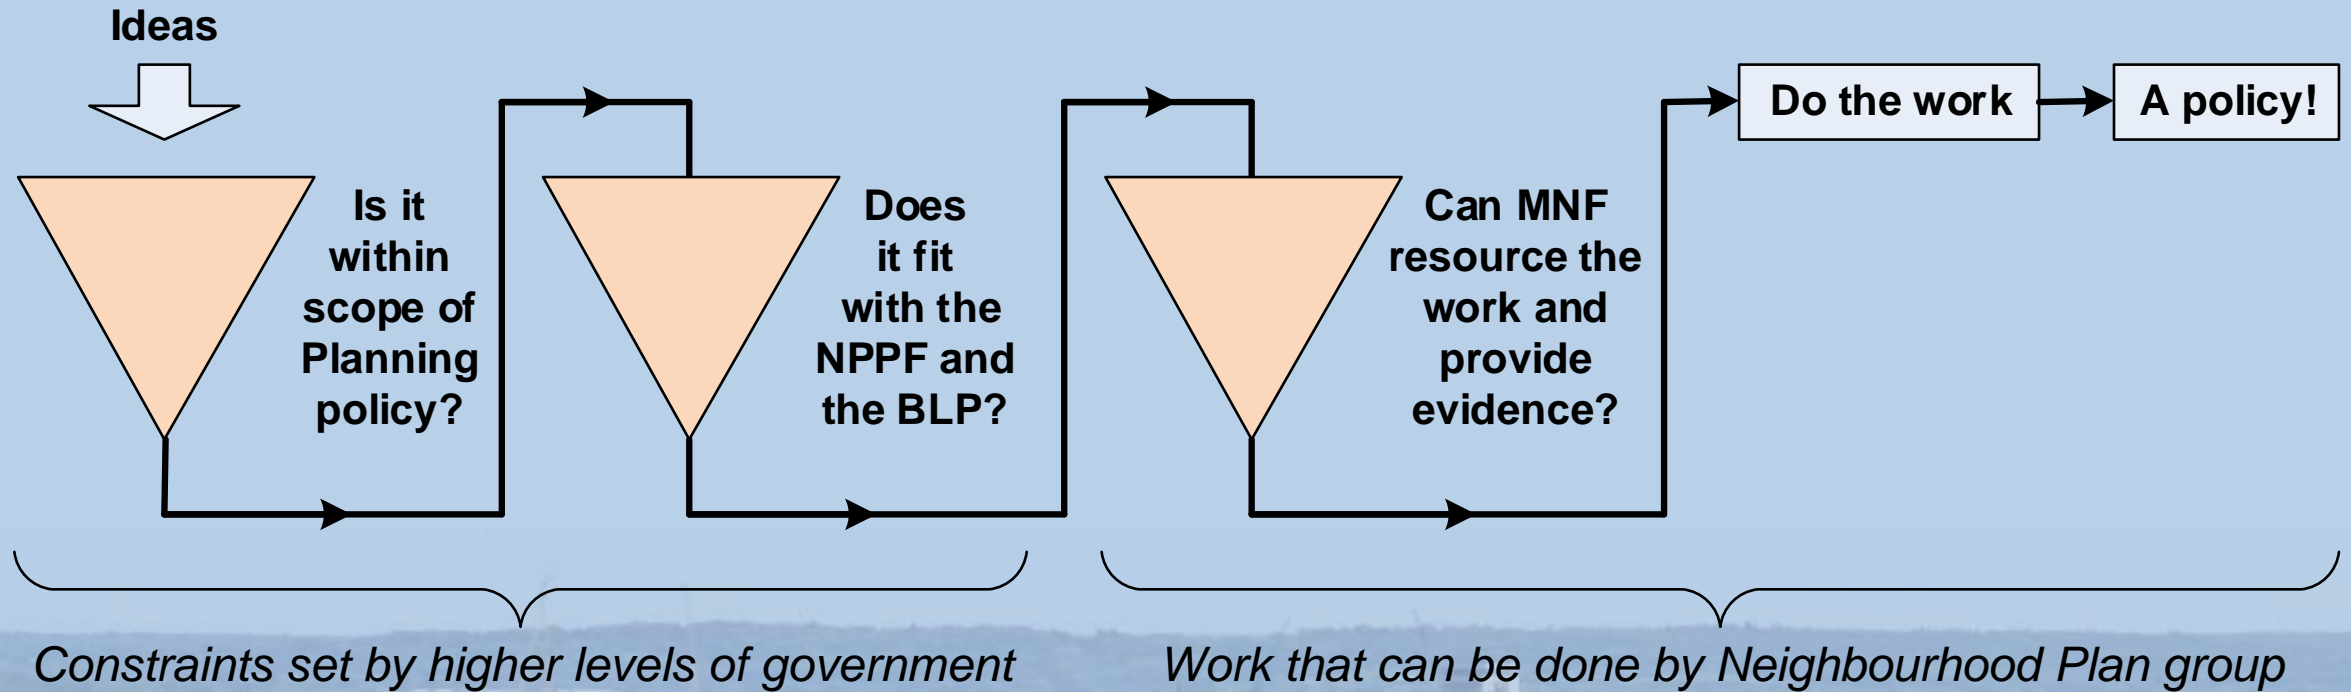 Ideas
Is it
within
scope of
Planning
policy?
Does
it fit
with the
NPPF and
the BLP?
Can MNF
resource the
work and
provide
evidence?
Do the work
A policy!
Constraints set by higher levels of government
Work that can be done by Neighbourhood Plan group